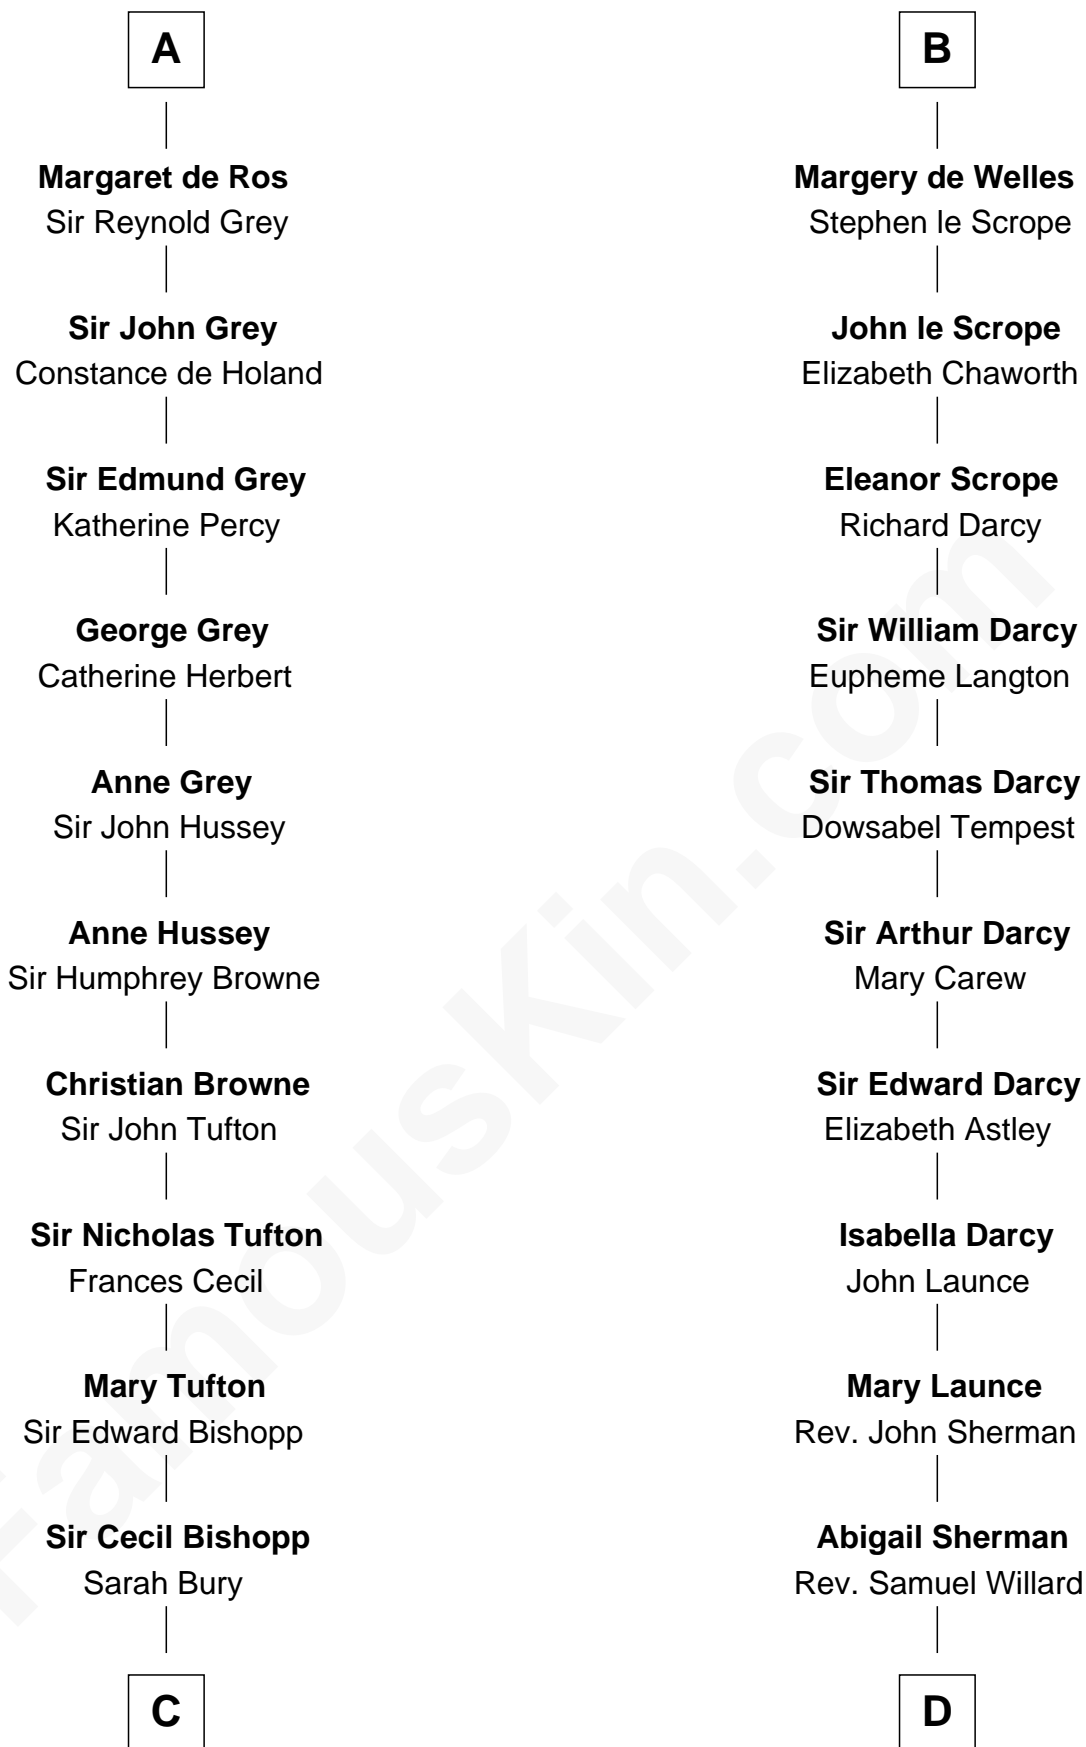 A
Margaret de Ros
Sir Reynold Grey
Sir John Grey
Constance de Holand
Sir Edmund Grey
Katherine Percy
George Grey
Catherine Herbert
Anne Grey
Sir John Hussey
Anne Hussey
Sir Humphrey Browne
Christian Browne
Sir John Tufton
Sir Nicholas Tufton
Frances Cecil
Mary Tufton
Sir Edward Bishopp
Sir Cecil Bishopp
Sarah Bury
C
B
Margery de Welles
Stephen le Scrope
John le Scrope
Elizabeth Chaworth
Eleanor Scrope
Richard Darcy
Sir William Darcy
Eupheme Langton
Sir Thomas Darcy
Dowsabel Tempest
Sir Arthur Darcy
Mary Carew
Sir Edward Darcy
Elizabeth Astley
Isabella Darcy
John Launce
Mary Launce
Rev. John Sherman
Abigail Sherman
Rev. Samuel Willard
D
FamousKin.com